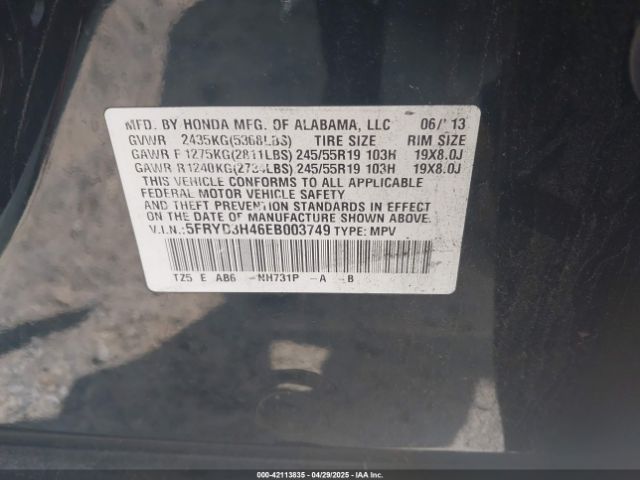 MFD. BY HONDA MFG. OF ALABAMA, LLC 06/'13
GVWR 2435KG(5368LBS) TIRE SIZE RIM SIZE
GAWR F 1275KG(2811LBS) 245/55R19 103H 19X8.0J
GAWR R 1240KG(2734LBS) 245/55R19 103H 19X8.0J
THIS VEHICLE CONFORMS TO ALL APPLICABLE
FEDERAL MOTOR VEHICLE SAFETY
AND THEFT PREVENTION STANDARDS IN EFFECT
ON THE DATE OF MANUFACTURE SHOWN ABOVE.
V.I.N.:5FRYD3H46EB003749 TYPE: MPV
TZ5 E AB6 -NH731P -A -B
000-42113835 04/29/2025 IAA Inc.